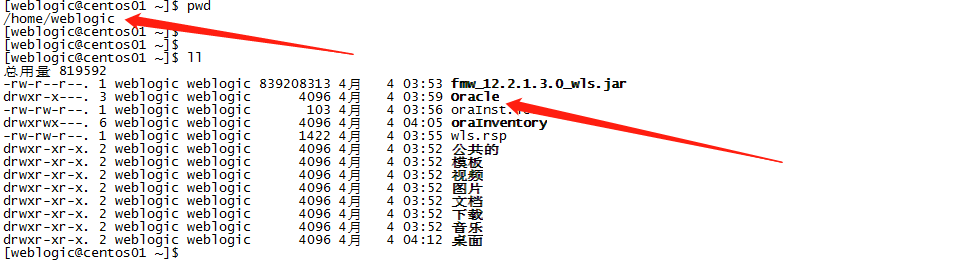 [weblogic@centos01 ~]$ pwd
/home/weblogic
[weblogic@centos01 ~]$
[weblogic@centos01 ~]$
[weblogic@centos01 ~]$ ll
总用量 819592
-rw-r--r--. 1 weblogic weblogic 839208313 4月 4 03:53 fmw_12.2.1.3.0_wls.jar
drwxr-x---. 3 weblogic weblogic 4096 4月 4 03:59 Oracle
-rw-rw-r--. 1 weblogic weblogic 103 4月 4 03:56
drwxrwx---. 6 weblogic weblogic 4096 4月 4 04:05 oraInventory
-rw-rw-r--. 1 weblogic weblogic 1422 4月 4 03:55 wls.rsp
drwxr-xr-x. 2 weblogic weblogic 4096 4月 4 03:52 公共的
drwxr-xr-x. 2 weblogic weblogic 4096 4月 4 03:52 模板
drwxr-xr-x. 2 weblogic weblogic 4096 4月 4 03:52 视频
drwxr-xr-x. 2 weblogic weblogic 4096 4月 4 03:52 图片
drwxr-xr-x. 2 weblogic weblogic 4096 4月 4 03:52 文档
drwxr-xr-x. 2 weblogic weblogic 4096 4月 4 03:52 下载
drwxr-xr-x. 2 weblogic weblogic 4096 4月 4 03:52 音乐
drwxr-xr-x. 2 weblogic weblogic 4096 4月 4 04:12 桌面
[weblogic@centos01 ~]$